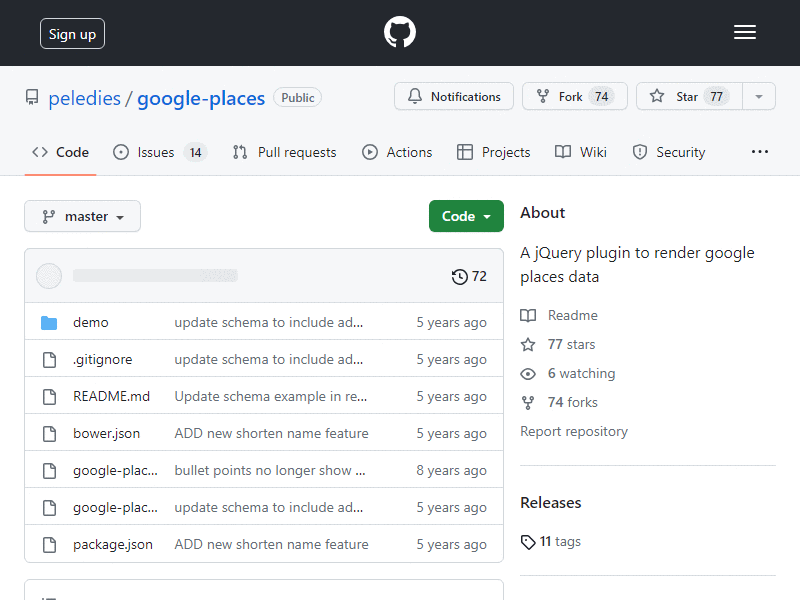 Sign up
peledies / google-places Public
Notifications Fork 74 Star 77
Code Issues 14 Pull requests Actions Projects Wiki Security
master Code
72
demo update schema to include ad... 5 years ago
.gitignore update schema to include ad... 5 years ago
README.md Update schema example in re... 5 years ago
bower.json ADD new shorten name feature 5 years ago
google-plac... bullet points no longer show ... 8 years ago
google-plac... update schema to include ad... 5 years ago
package.json ADD new shorten name feature 5 years ago
About
A jQuery plugin to render google
places data
Readme
77 stars
6 watching
74 forks
Report repository
Releases
11 tags